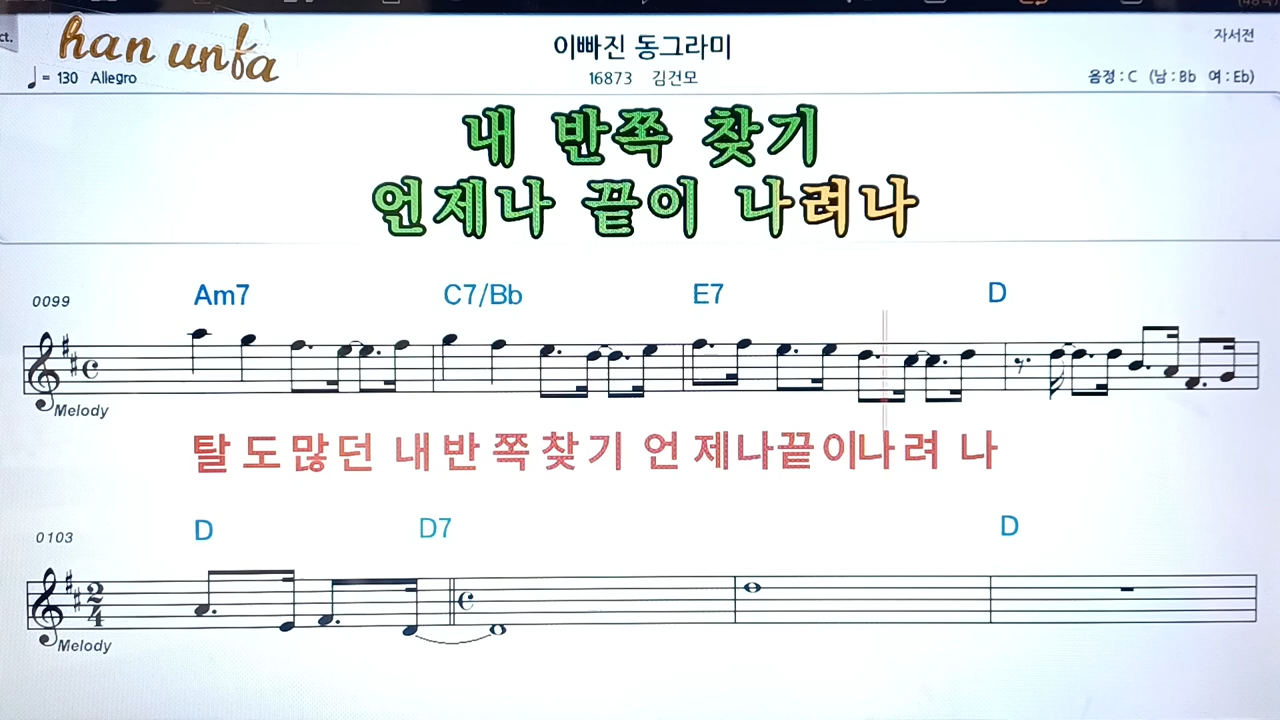 ct.
han unfa
이빠진 동그라미
자서전
= 130 Allegro
16873 김건모
음정 : C (남 : Bb 여 : Eb)
내 반쪽 찾기
언제나 끝이 나려나
0099
Am7 C7/Bb E7 D
Melody
탈 도 많 던 내 반 쪽 찾 기 언 제 나 끝 이 나 려 나
0103
D D7 D
2/4
Melody